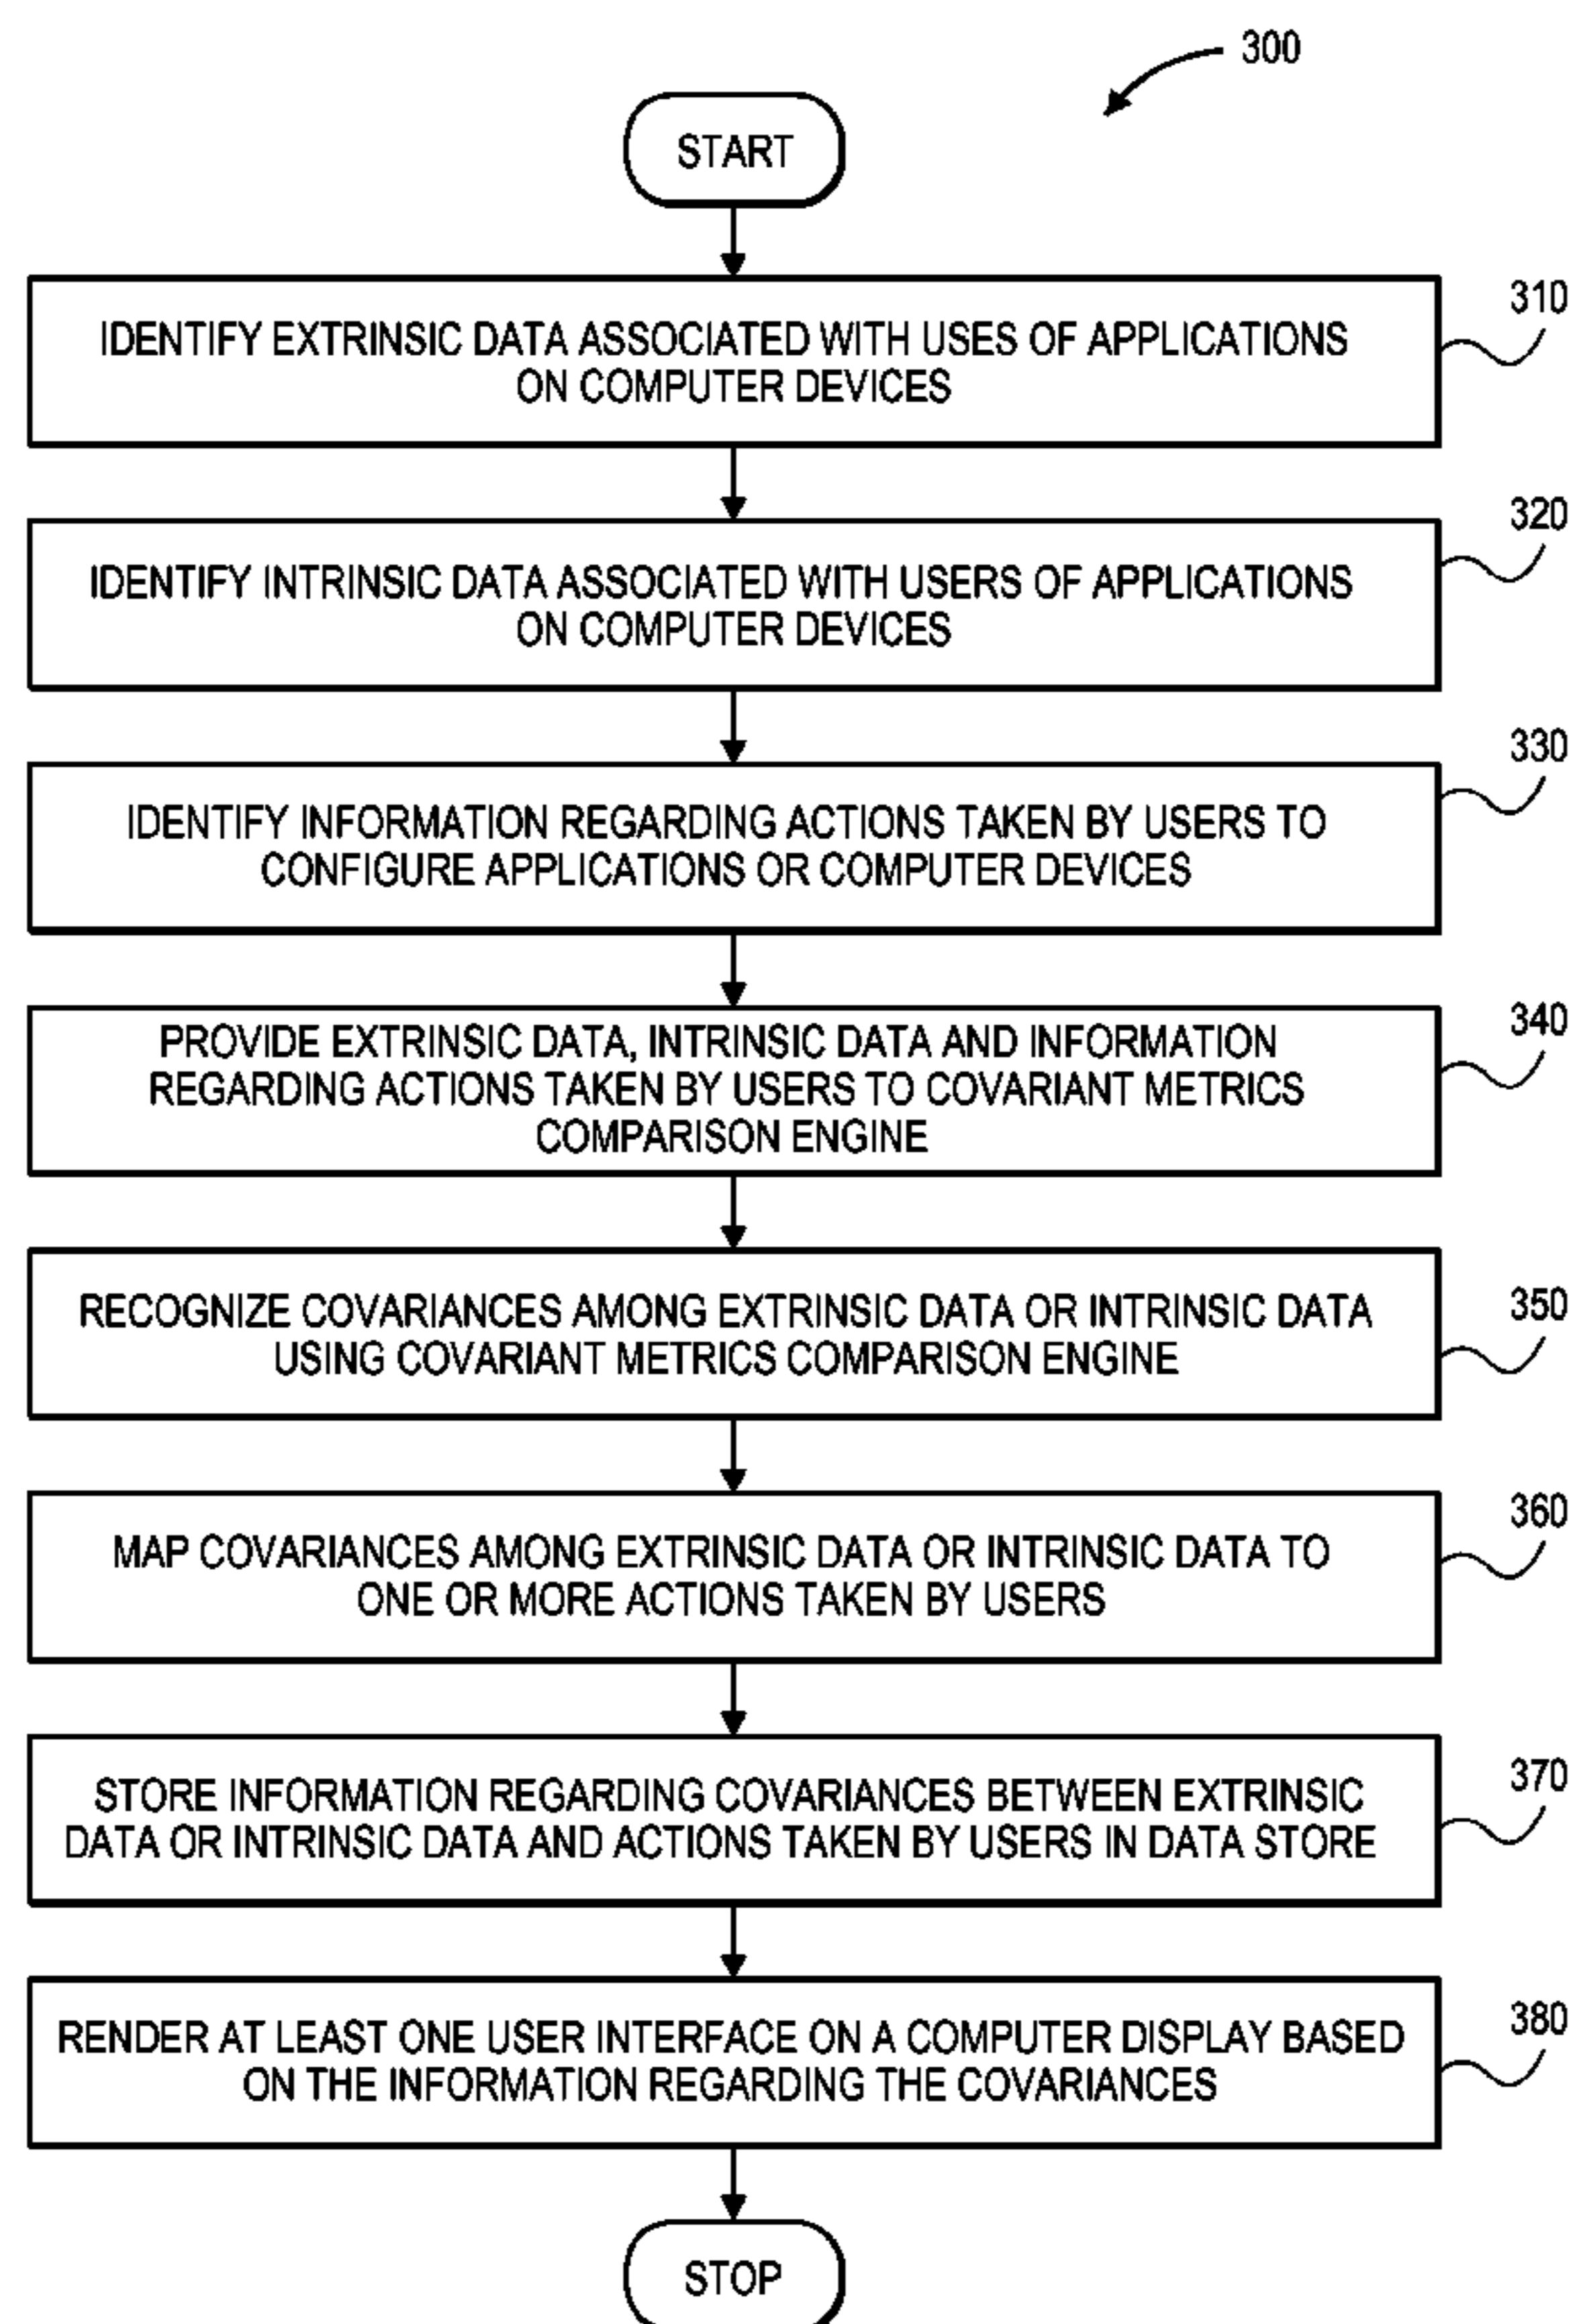 300
START
310
IDENTIFY EXTRINSIC DATA ASSOCIATED WITH USES OF APPLICATIONS
ON COMPUTER DEVICES
320
IDENTIFY INTRINSIC DATA ASSOCIATED WITH USERS OF APPLICATIONS
ON COMPUTER DEVICES
330
IDENTIFY INFORMATION REGARDING ACTIONS TAKEN BY USERS TO
CONFIGURE APPLICATIONS OR COMPUTER DEVICES
340
PROVIDE EXTRINSIC DATA, INTRINSIC DATA AND INFORMATION
REGARDING ACTIONS TAKEN BY USERS TO COVARIANT METRICS
COMPARISON ENGINE
350
RECOGNIZE COVARIANCES AMONG EXTRINSIC DATA OR INTRINSIC DATA
USING COVARIANT METRICS COMPARISON ENGINE
360
MAP COVARIANCES AMONG EXTRINSIC DATA OR INTRINSIC DATA TO
ONE OR MORE ACTIONS TAKEN BY USERS
370
STORE INFORMATION REGARDING COVARIANCES BETWEEN EXTRINSIC
DATA OR INTRINSIC DATA AND ACTIONS TAKEN BY USERS IN DATA STORE
380
RENDER AT LEAST ONE USER INTERFACE ON A COMPUTER DISPLAY BASED
ON THE INFORMATION REGARDING THE COVARIANCES
STOP